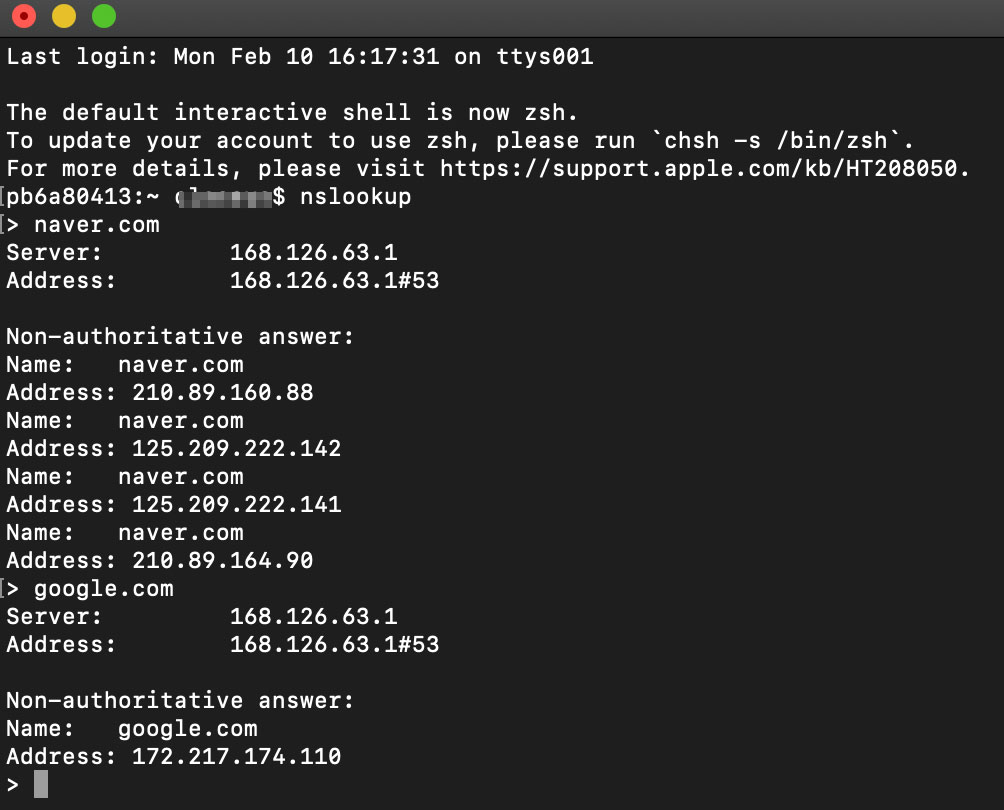 Last login: Mon Feb 10 16:17:31 on ttys001
The default interactive shell is now zsh.
To update your account to use zsh, please run `chsh -s /bin/zsh`.
For more details, please visit https://support.apple.com/kb/HT208050.
pb6a80413:~ $ nslookup
> naver.com
Server:		168.126.63.1
Address:	168.126.63.1#53
Non-authoritative answer:
Name:	naver.com
Address: 210.89.160.88
Name:	naver.com
Address: 125.209.222.142
Name:	naver.com
Address: 125.209.222.141
Name:	naver.com
Address: 210.89.164.90
> google.com
Server:		168.126.63.1
Address:	168.126.63.1#53
Non-authoritative answer:
Name:	google.com
Address: 172.217.174.110
>